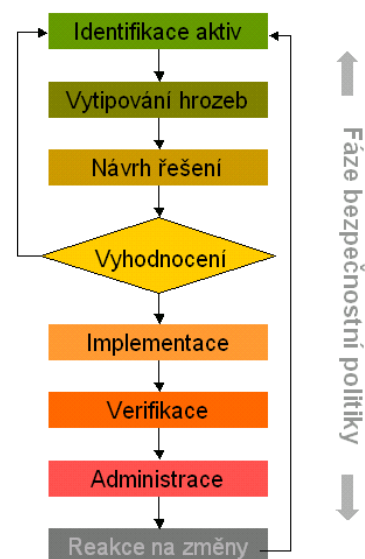 Identifikace aktiv
Vytipování hrozeb
Návrh řešení
Vyhodnocení
Implementace
Verifikace
Administrace
Reakce na změny
Fáze bezpečnostní politiky